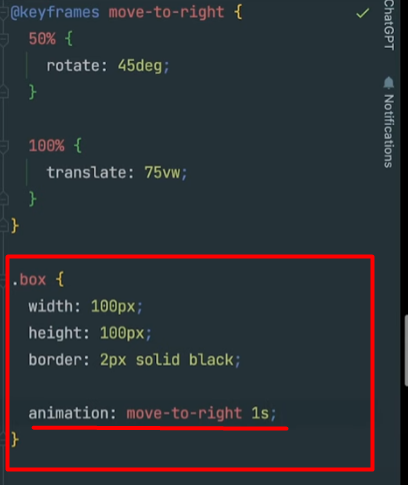 @keyframes move-to-right {
50% {
rotate: 45deg;
}
100% {
translate: 75vw;
}
}
.box {
width: 100px;
height: 100px;
border: 2px solid black;
animation: move-to-right 1s;
}
ChatGPT
Notifications